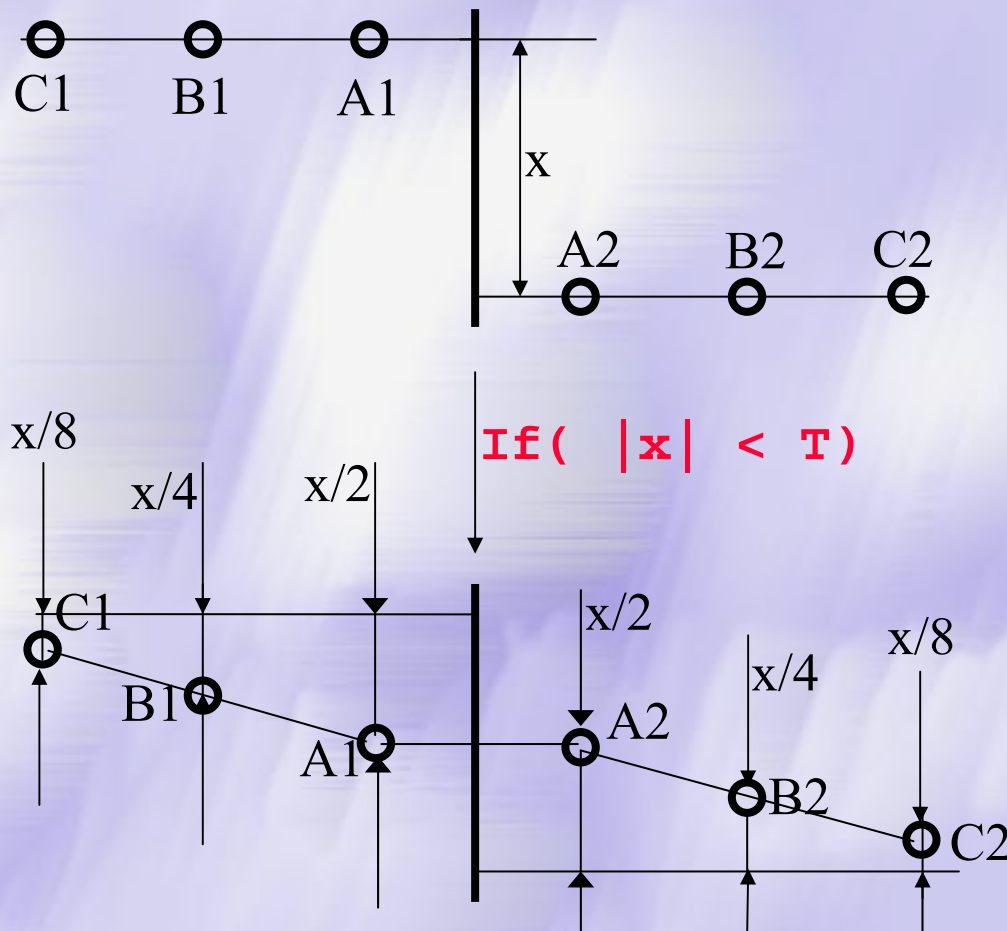 C1 B1 A1
x
A2 B2 C2
If( |x| < T)
x/8
x/4 x/2
C1
B1
A1
x/2
x/4
x/8
A2
B2
C2